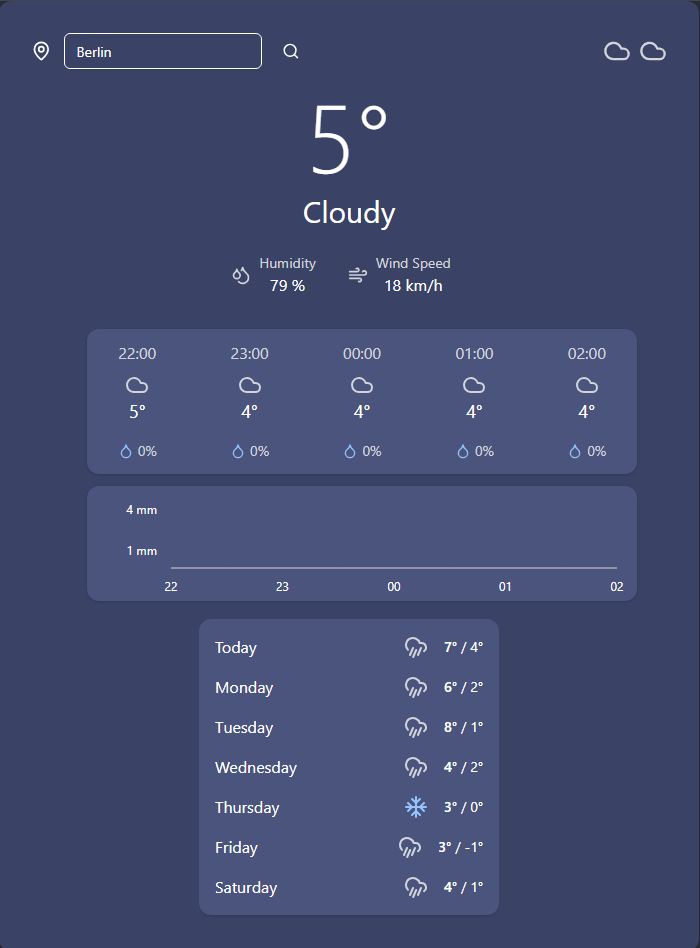 Berlin
5°
Cloudy
Humidity Wind Speed
79 % 18 km/h
22:00 23:00 00:00 01:00 02:00
5° 4° 4° 4° 4°
0% 0% 0% 0% 0%
4 mm
1 mm
22 23 00 01 02
Today 7° / 4°
Monday 6° / 2°
Tuesday 8° / 1°
Wednesday 4° / 2°
Thursday 3° / 0°
Friday 3° / -1°
Saturday 4° / 1°